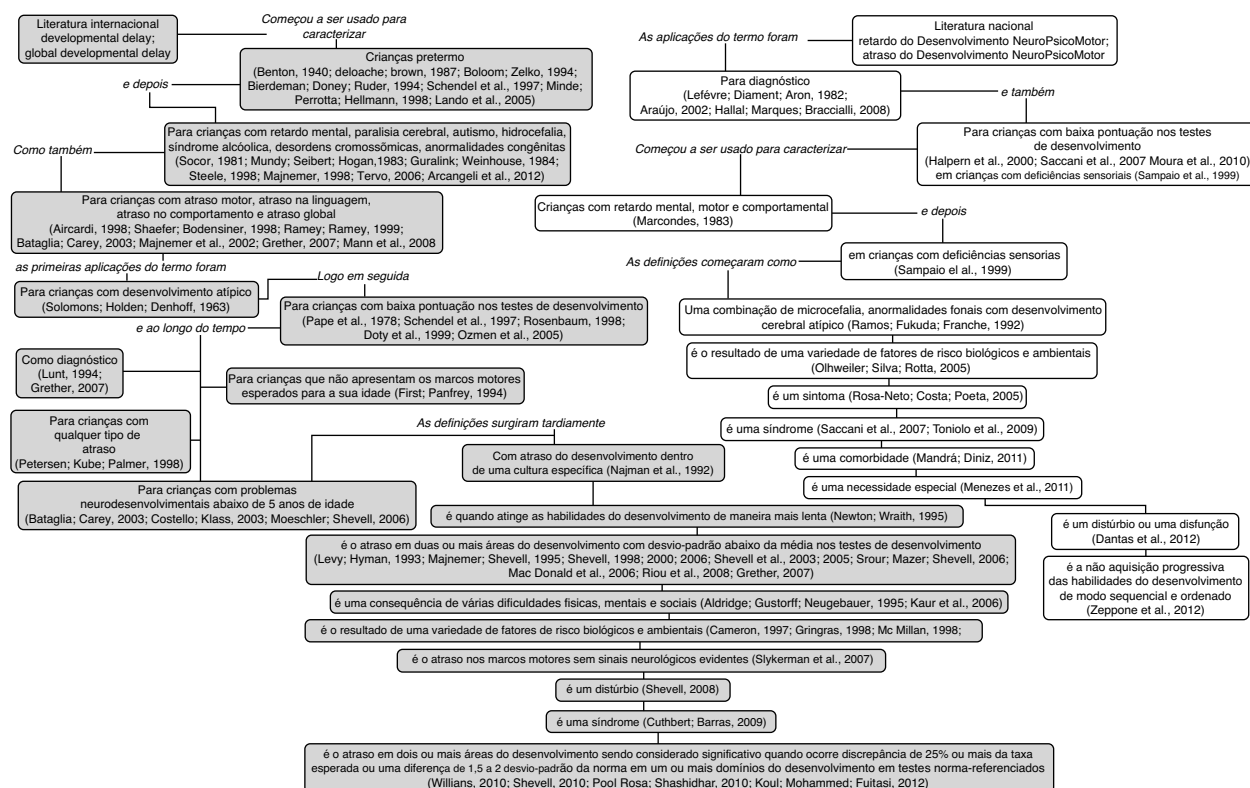 Literatura internacional
developmental delay;
global developmental delay
Começou a ser usado para
caracterizar
Crianças pretermo
(Benton, 1940; deloache; brown, 1987; Boloom; Zelko, 1994;
Bierdeman; Doney; Ruder, 1994; Schendel et al., 1997; Minde;
Perrotta; Hellmann, 1998; Lando et al., 2005)
e depois
Para crianças com retardo mental, paralisia cerebral, autismo, hidrocefalia,
síndrome alcóolica, desordens cromossômicas, anormalidades congênitas
(Socor, 1981; Mundy; Seibert; Hogan,1983; Guralink; Weinhouse, 1984;
Steele, 1998; Majnemer, 1998; Tervo, 2006; Arcangeli et al., 2012)
Como também
Para crianças com atraso motor, atraso na linguagem,
atraso no comportamento e atraso global
(Aircardi, 1998; Shaefer; Bodensiner, 1998; Ramey; Ramey, 1999;
Bataglia; Carey, 2003; Majnemer et al., 2002; Grether, 2007; Mann et al., 2008
as primeiras aplicações do termo foram
Para crianças com desenvolvimento atípico
(Solomons; Holden; Denhoff, 1963)
Logo em seguida
Para crianças com baixa pontuação nos testes de desenvolvimento
(Pape et al., 1978; Schendel et al., 1997; Rosenbaum, 1998;
Doty et al., 1999; Ozmen et al., 2005)
e ao longo do tempo
Como diagnóstico
(Lunt, 1994;
Grether, 2007)
Para crianças que não apresentam os marcos motores
esperados para a sua idade (First; Panfrey, 1994)
Para crianças com
qualquer tipo de
atraso
(Petersen; Kube; Palmer, 1998)
Para crianças com problemas
neurodesenvolvimentais abaixo de 5 anos de idade
(Bataglia; Carey, 2003; Costello; Klass, 2003; Moeschler; Shevell, 2006)
As definições surgiram tardiamente
Com atraso do desenvolvimento dentro
de uma cultura específica (Najman et al., 1992)
é quando atinge as habilidades do desenvolvimento de maneira mais lenta (Newton; Wraith, 1995)
é o atraso em duas ou mais áreas do desenvolvimento com desvio-padrão abaixo da média nos testes de desenvolvimento
(Levy; Hyman, 1993; Majnemer; Shevell, 1995; Shevell, 1998; 2000; 2006; Shevell et al., 2003; 2005; Srour; Mazer; Shevell, 2006;
Mac Donald et al., 2006; Riou et al., 2008; Grether, 2007)
é uma consequência de várias dificuldades fisicas, mentais e sociais (Aldridge; Gustorff; Neugebauer, 1995; Kaur et al., 2006)
é o resultado de uma variedade de fatores de risco biológicos e ambientais (Cameron, 1997; Gringras, 1998; Mc Millan, 1998;
é o atraso nos marcos motores sem sinais neurológicos evidentes (Slykerman et al., 2007)
é um distúrbio (Shevell, 2008)
é uma síndrome (Cuthbert; Barras, 2009)
é o atraso em dois ou mais áreas do desenvolvimento sendo considerado significativo quando ocorre discrepância de 25% ou mais da taxa
esperada ou uma diferença de 1,5 a 2 desvio-padrão da norma em um ou mais domínios do desenvolvimento em testes norma-referenciados
(Willians, 2010; Shevell, 2010; Pool Rosa; Shashidhar, 2010; Koul; Mohammed; Fuitasi, 2012)
Literatura nacional
retardo do Desenvolvimento NeuroPsicoMotor;
atraso do Desenvolvimento NeuroPsicoMotor
As aplicações do termo foram
Para diagnóstico
(Lefévre; Diament; Aron, 1982;
Araújo, 2002; Hallal; Marques; Braccialli, 2008)
e também
Para crianças com baixa pontuação nos testes
de desenvolvimento
(Halpern et al., 2000; Saccani et al., 2007 Moura et al., 2010)
em crianças com deficiências sensoriais (Sampaio et al., 1999)
Começou a ser usado para caracterizar
Crianças com retardo mental, motor e comportamental
(Marcondes, 1983)
e depois
em crianças com deficiências sensorias
(Sampaio el al., 1999)
As definições começaram como
Uma combinação de microcefalia, anormalidades fonais com desenvolvimento
cerebral atípico (Ramos; Fukuda; Franche, 1992)
é o resultado de uma variedade de fatores de risco biológicos e ambientais
(Olhweiler; Silva; Rotta, 2005)
é um sintoma (Rosa-Neto; Costa; Poeta, 2005)
é uma síndrome (Saccani et al., 2007; Toniolo et al., 2009)
é uma comorbidade (Mandrá; Diniz, 2011)
é uma necessidade especial (Menezes et al., 2011)
é um distúrbio ou uma disfunção
(Dantas et al., 2012)
é a não aquisição progressiva
das habilidades do desenvolvimento
de modo sequencial e ordenado
(Zeppone et al., 2012)